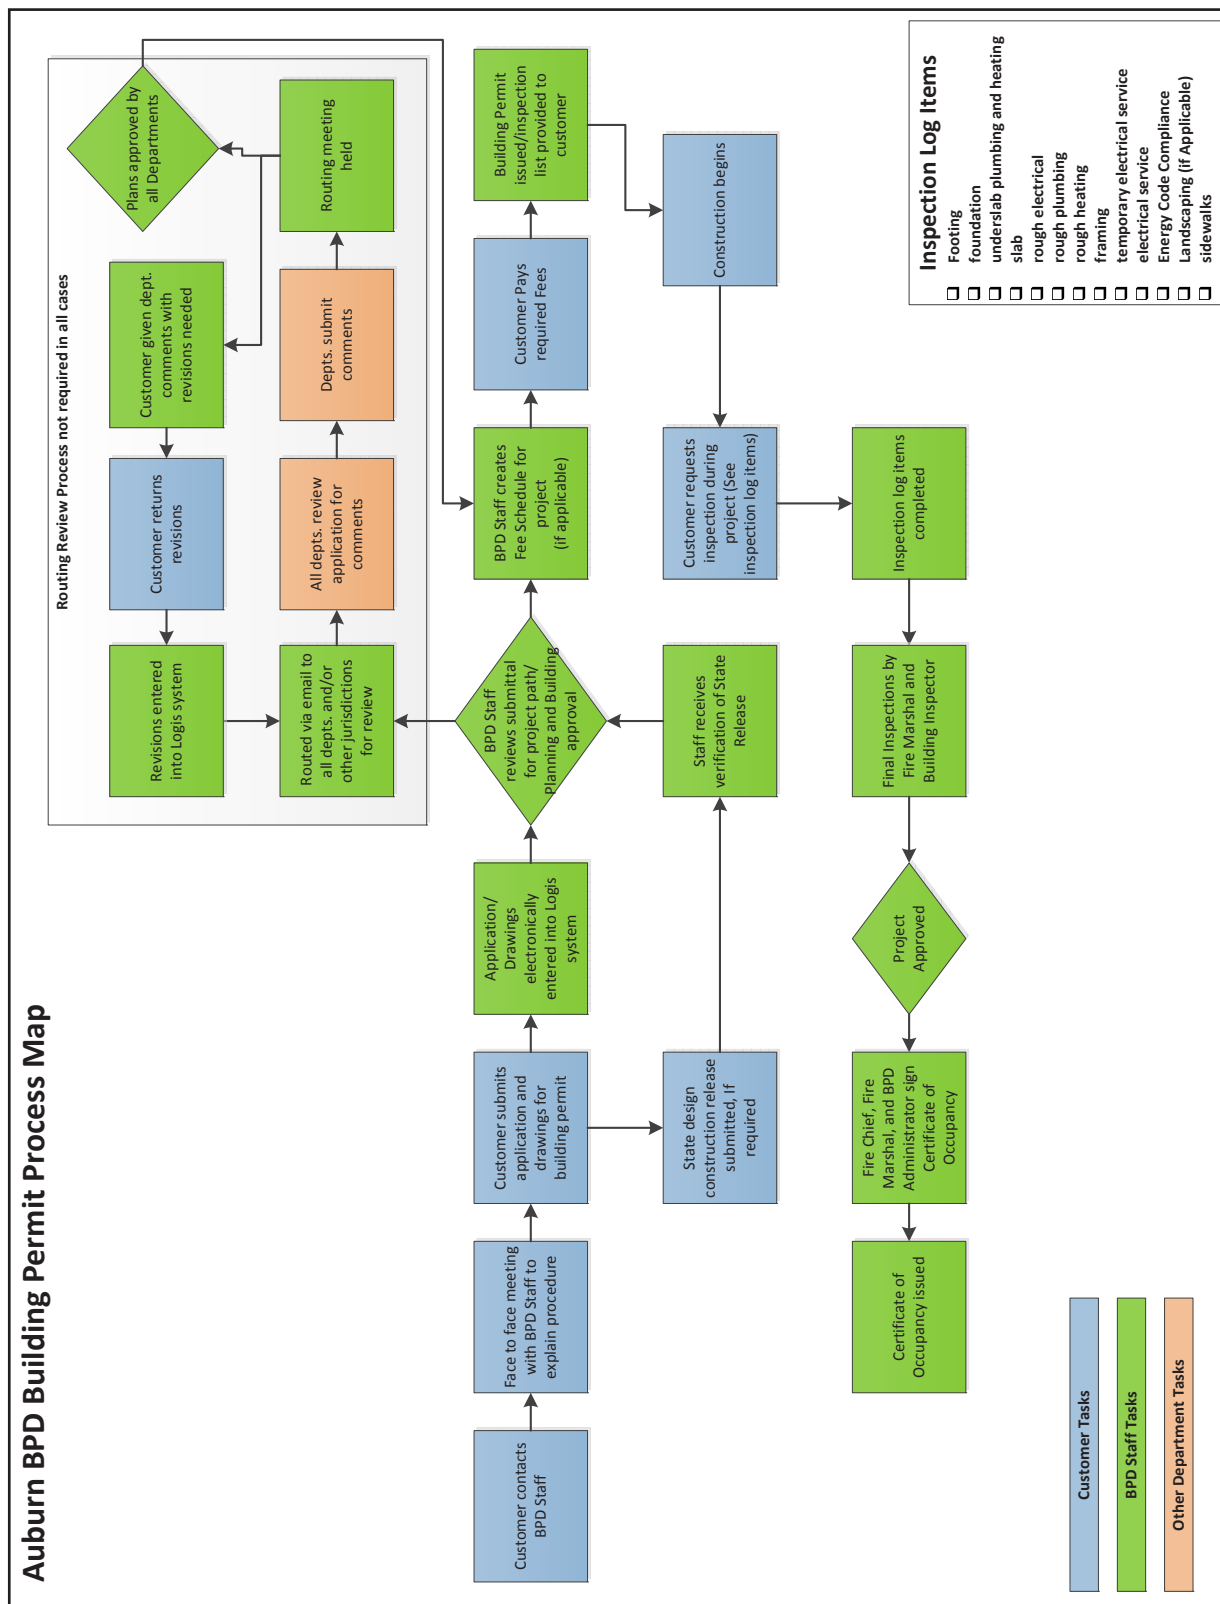 Auburn BPD Building Permit Process Map
Routing Review Process not required in all cases
Revisions entered
into Logis system
Customer returns
revisions
Customer given dept.
comments with
revisions needed
Plans approved by
all Departments
Routed via email to
all depts. and/or
other jurisdictions
for review
All depts. review
application for
comments
Depts. submit
comments
Routing meeting
held
Customer contacts
BPD Staff
Face to face meeting
with BPD Staff to
explain procedure
Customer submits
application and
drawings for
building permit
Application/
Drawings
electronically
entered into Logis
system
BPD Staff
reviews submittal
for project path/
Planning and Building
approval
BPD Staff creates
Fee Schedule for
project
(if applicable)
Customer Pays
required Fees
Building Permit
issued/inspection
list provided to
customer
State design
construction release
submitted, If
required
Staff receives
verification of State
Release
Customer requests
inspection during
project (See
inspection log items)
Construction begins
Certificate of
Occupancy issued
Fire Chief, Fire
Marshal, and BPD
Administrator sign
Certificate of
Occupancy
Project
Approved
Final Inspections by
Fire Marshal and
Building Inspector
Inspection log items
completed
Customer Tasks
BPD Staff Tasks
Other Department Tasks
Inspection Log Items
Footing
foundation
underslab plumbing and heating
slab
rough electrical
rough plumbing
rough heating
framing
temporary electrical service
electrical service
Energy Code Compliance
Landscaping (if Applicable)
sidewalks